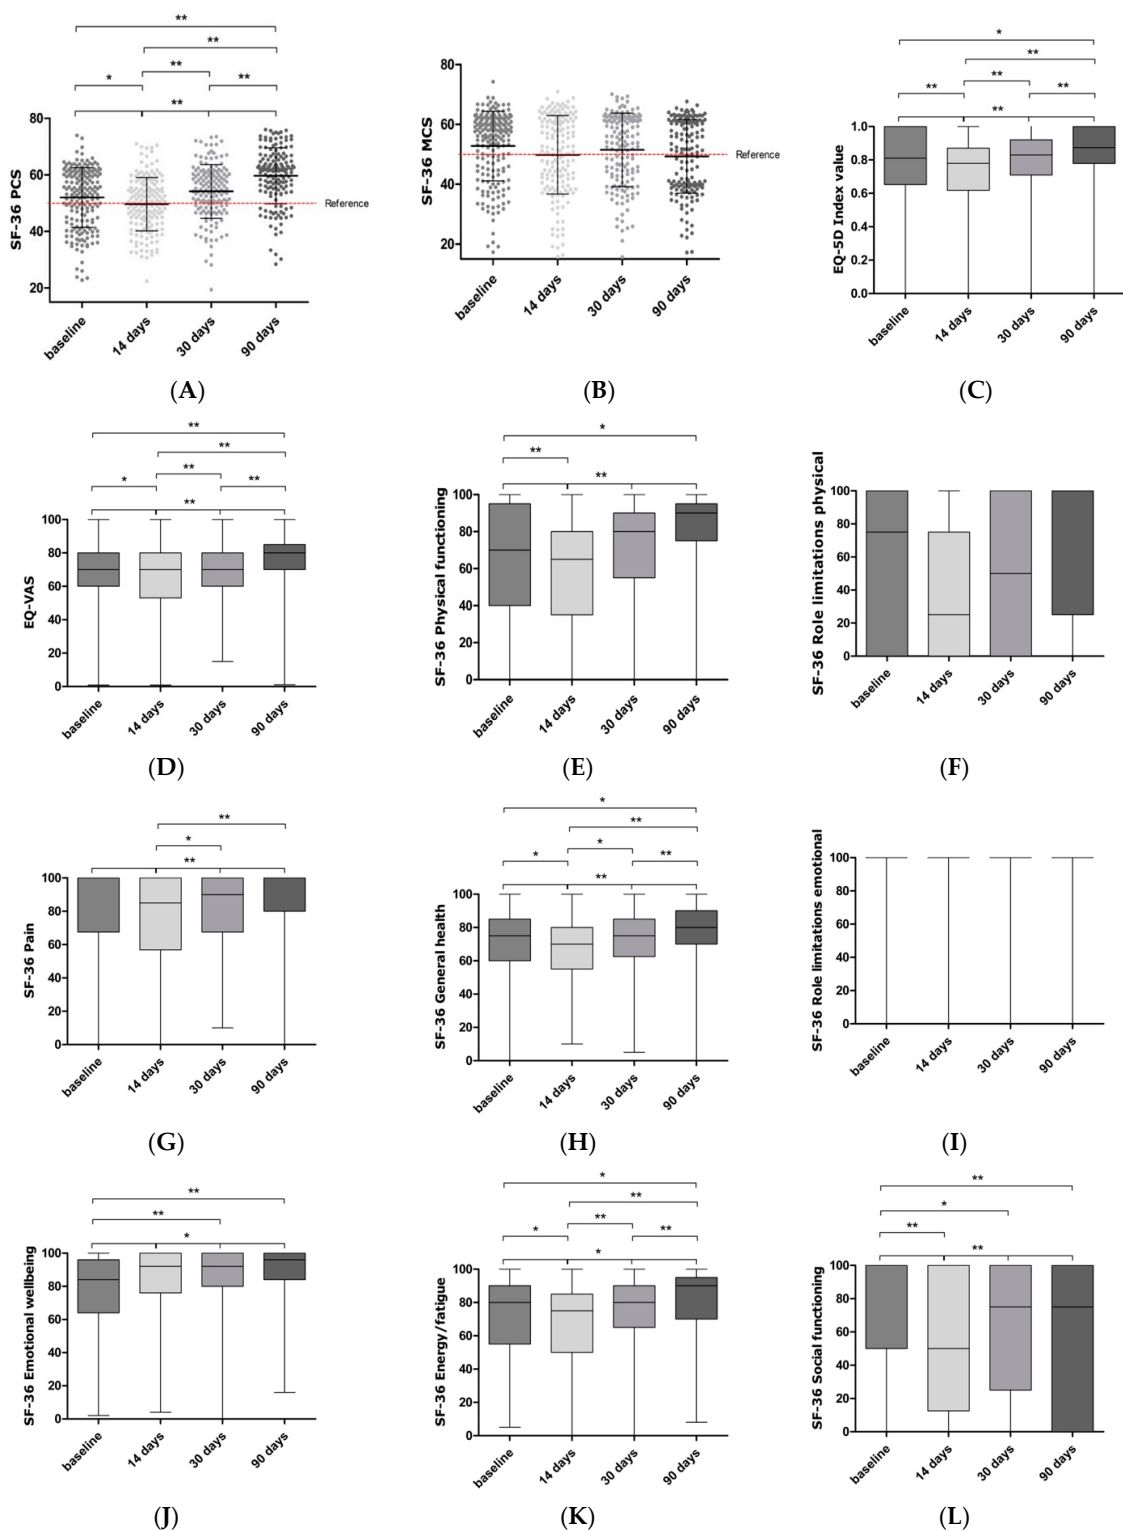 **
**
**
*
**
**
80
60
40
20
SF-36 PCS
Reference
baseline
14 days
30 days
90 days
(A)
80
60
40
20
SF-36 MCS
Reference
baseline
14 days
30 days
90 days
(B)
*
**
**
**
**
**
1.0
0.8
0.6
0.4
0.2
0.0
EQ-5D Index value
baseline
14 days
30 days
90 days
(C)
**
**
**
*
**
**
100
80
60
40
20
0
EQ-VAS
baseline
14 days
30 days
90 days
(D)
*
**
**
100
80
60
40
20
0
SF-36 Physical functioning
baseline
14 days
30 days
90 days
(E)
100
80
60
40
20
0
SF-36 Role limitations physical
baseline
14 days
30 days
90 days
(F)
**
*
**
100
80
60
40
20
0
SF-36 Pain
baseline
14 days
30 days
90 days
(G)
*
**
*
*
**
**
100
80
60
40
20
0
SF-36 General health
baseline
14 days
30 days
90 days
(H)
100
80
60
40
20
0
SF-36 Role limitations emotional
baseline
14 days
30 days
90 days
(I)
**
**
*
100
80
60
40
20
0
SF-36 Emotional wellbeing
baseline
14 days
30 days
90 days
(J)
*
**
**
*
**
*
100
80
60
40
20
0
SF-36 Energy/fatigue
baseline
14 days
30 days
90 days
(K)
**
*
**
**
100
80
60
40
20
0
SF-36 Social functioning
baseline
14 days
30 days
90 days
(L)